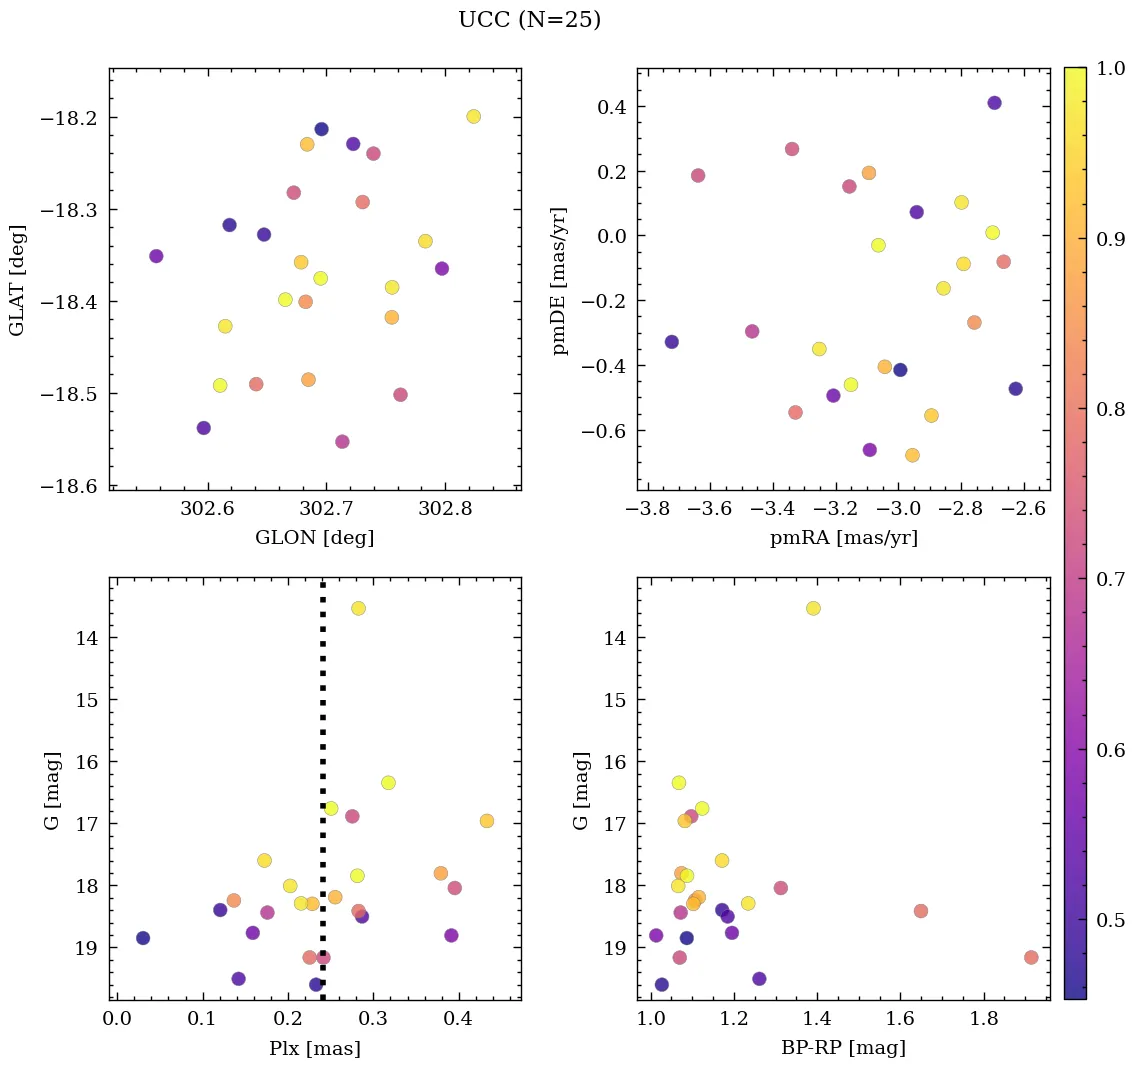 UCC (N=25)
−18.2
−18.3
−18.4
−18.5
−18.6
GLAT [deg]
302.6 302.7 302.8
GLON [deg]
0.4
0.2
0.0
−0.2
−0.4
−0.6
pmDE [mas/yr]
−3.8 −3.6 −3.4 −3.2 −3.0 −2.8 −2.6
pmRA [mas/yr]
1.0
0.9
0.8
0.7
0.6
0.5
14
15
16
17
18
19
G [mag]
0.0 0.1 0.2 0.3 0.4
Plx [mas]
14
15
16
17
18
19
G [mag]
1.0 1.2 1.4 1.6 1.8
BP-RP [mag]